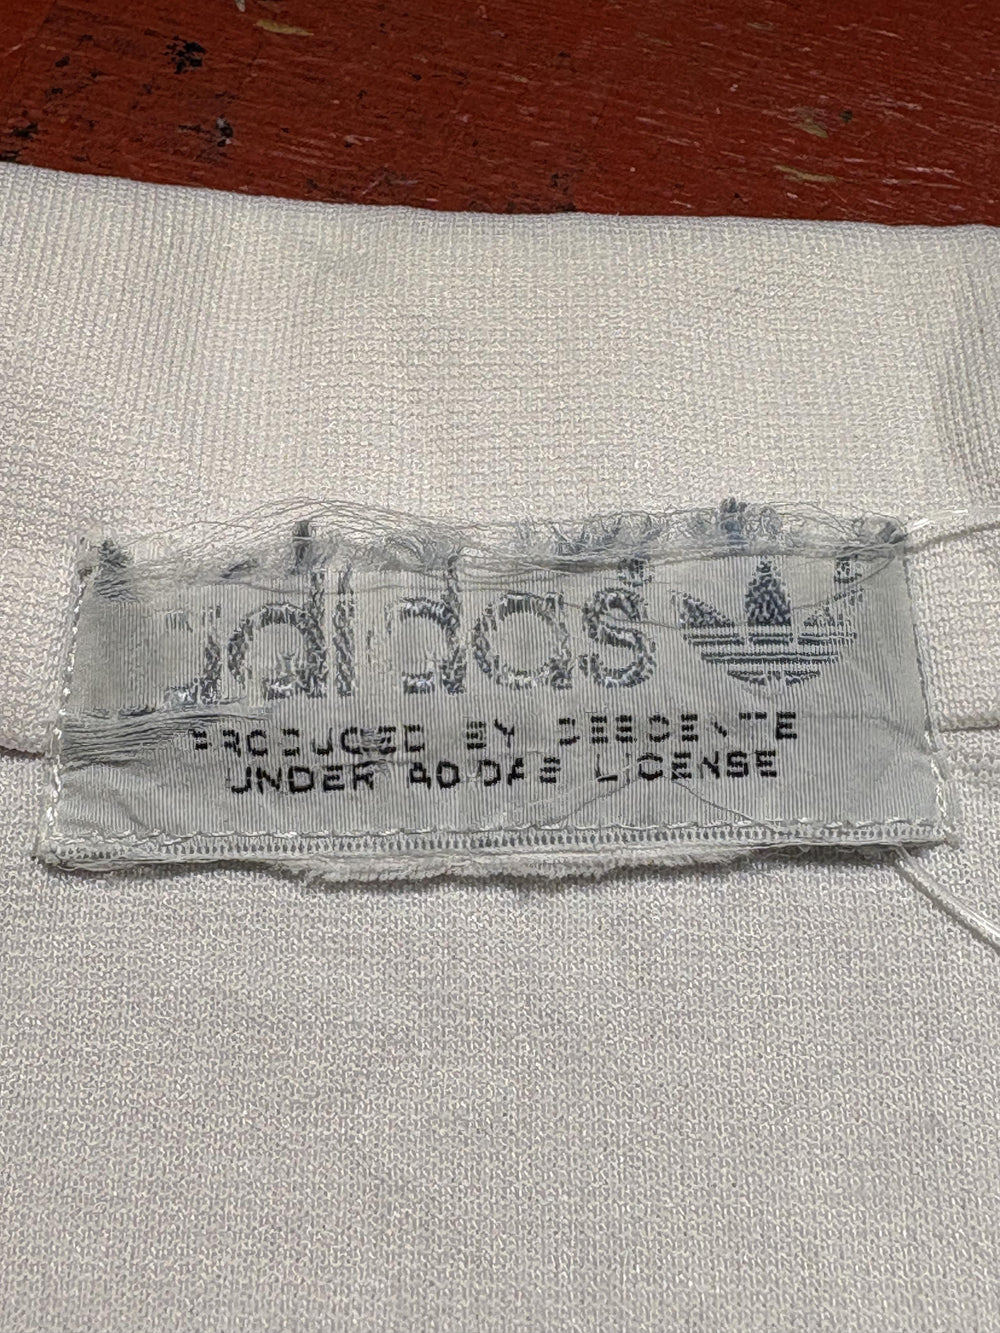 adidas
PRODUCED BY DESCENTE
UNDER ADIDAS LICENSE